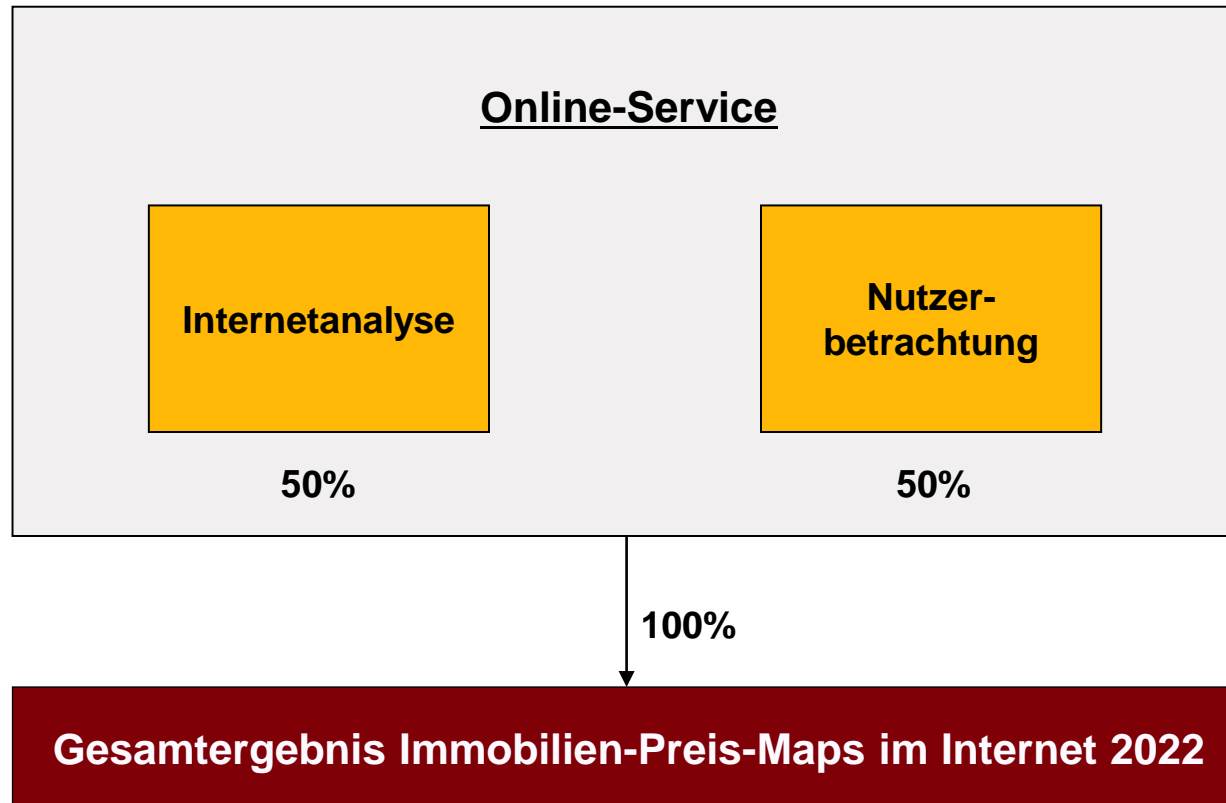 Online-Service
Internetanalyse
Nutzer-
betrachtung
50%
50%
100%
Gesamtergebnis Immobilien-Preis-Maps im Internet 2022